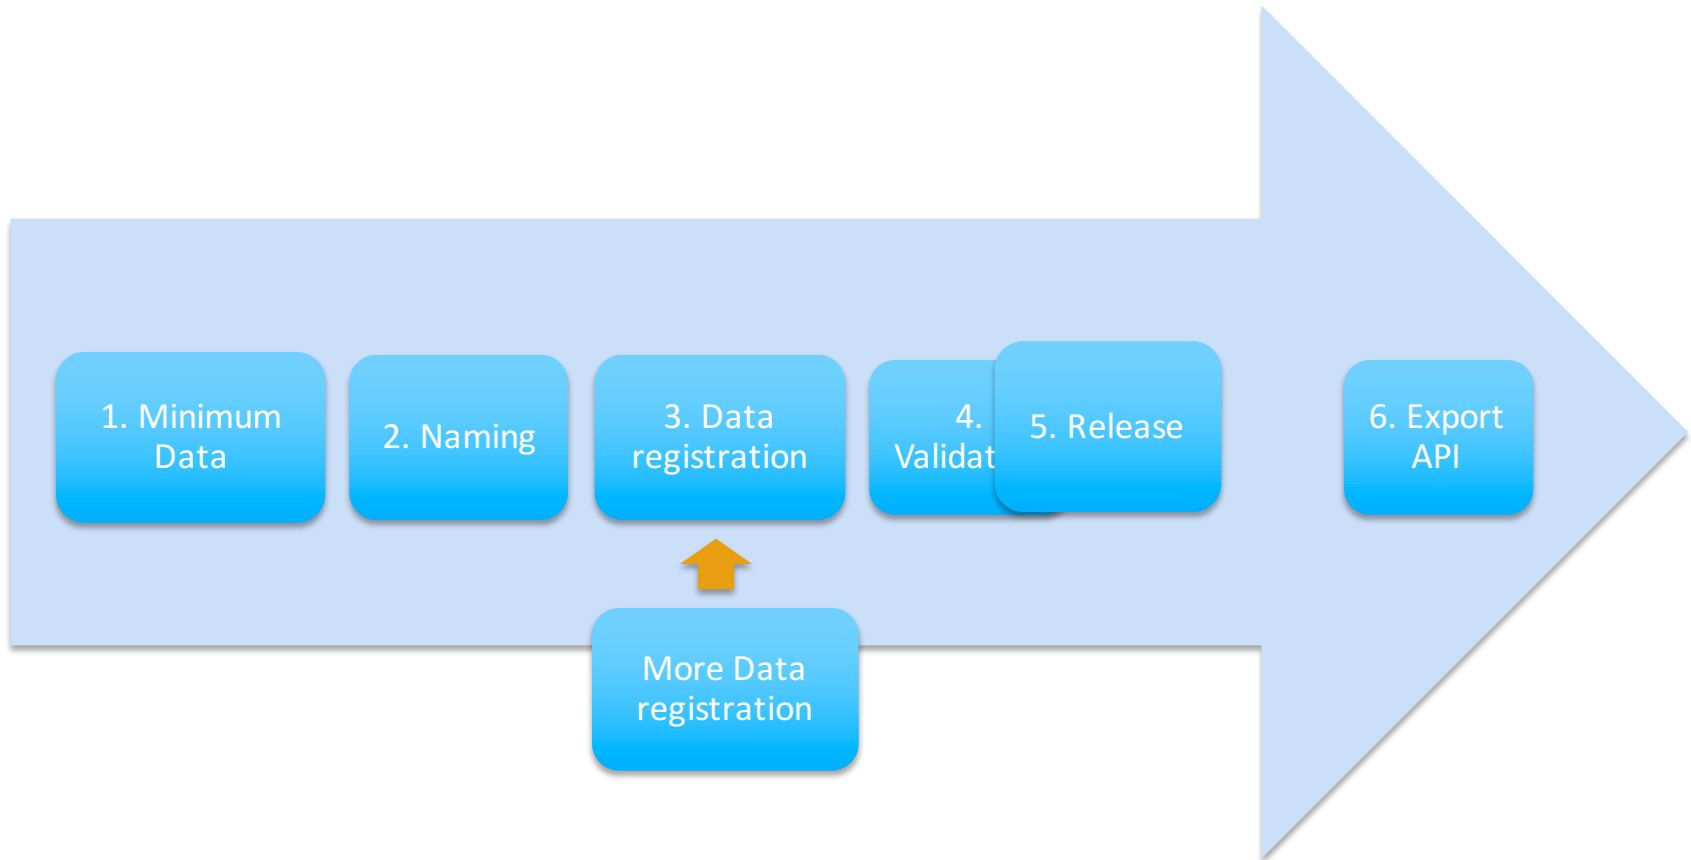 1. Minimum
Data
2. Naming
3. Data
registration
4.
Validat
5. Release
6. Export
API
More Data
registration